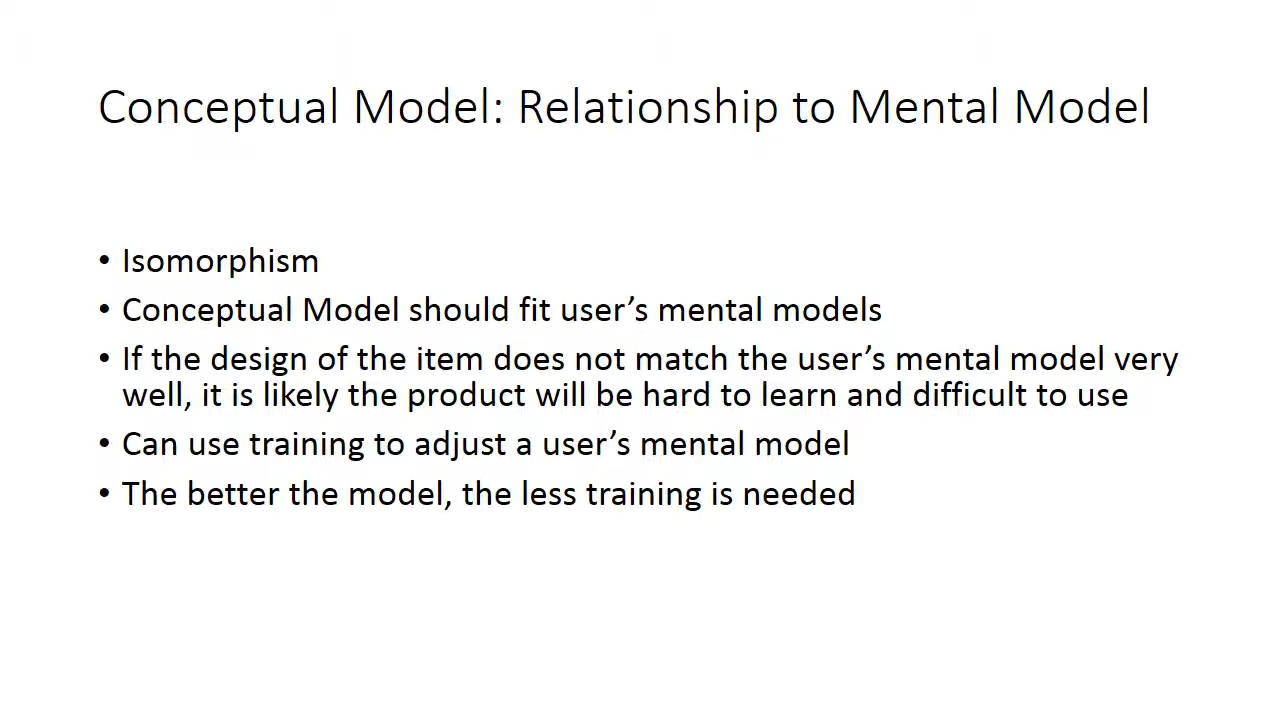 Conceptual Model: Relationship to Mental Model
• Isomorphism
• Conceptual Model should fit user’s mental models
• If the design of the item does not match the user’s mental model very
well, it is likely the product will be hard to learn and difficult to use
• Can use training to adjust a user’s mental model
• The better the model, the less training is needed